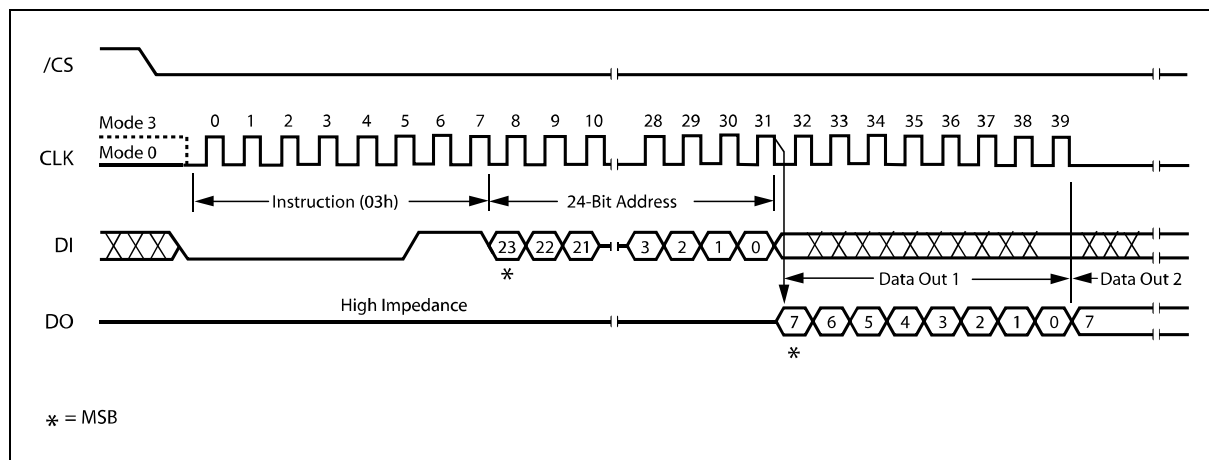 /CS
Mode 3
0 1 2 3 4 5 6 7 8 9 10 28 29 30 31 32 33 34 35 36 37 38 39
CLK
Mode 0
Instruction (03h)
24-Bit Address
DI
23 22 21 3 2 1 0
*
Data Out 1
Data Out 2
High Impedance
DO
7 6 5 4 3 2 1 0 7
*
* = MSB